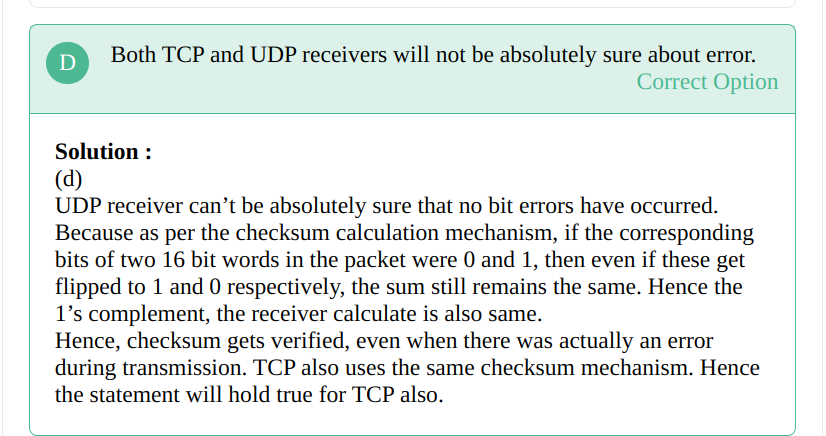 D
Both TCP and UDP receivers will not be absolutely sure about error.
Correct Option
Solution :
(d)
UDP receiver can’t be absolutely sure that no bit errors have occurred.
Because as per the checksum calculation mechanism, if the corresponding
bits of two 16 bit words in the packet were 0 and 1, then even if these get
flipped to 1 and 0 respectively, the sum still remains the same. Hence the
1’s complement, the receiver calculate is also same.
Hence, checksum gets verified, even when there was actually an error
during transmission. TCP also uses the same checksum mechanism. Hence
the statement will hold true for TCP also.